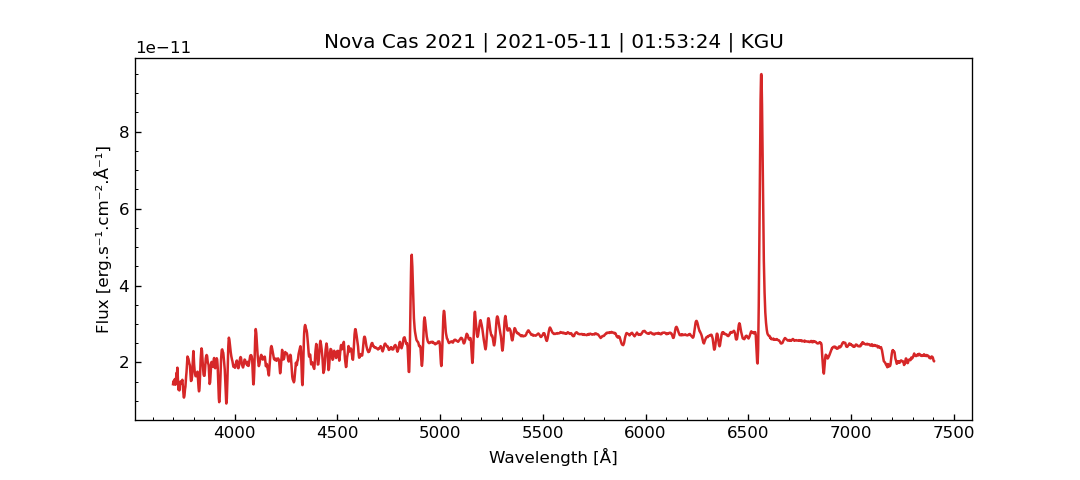 Nova Cas 2021 | 2021-05-11 | 01:53:24 | KGU
1e−11
8
6
4
2
Flux [erg.s⁻¹.cm⁻².Å⁻¹]
4000 4500 5000 5500 6000 6500 7000 7500
Wavelength [Å]